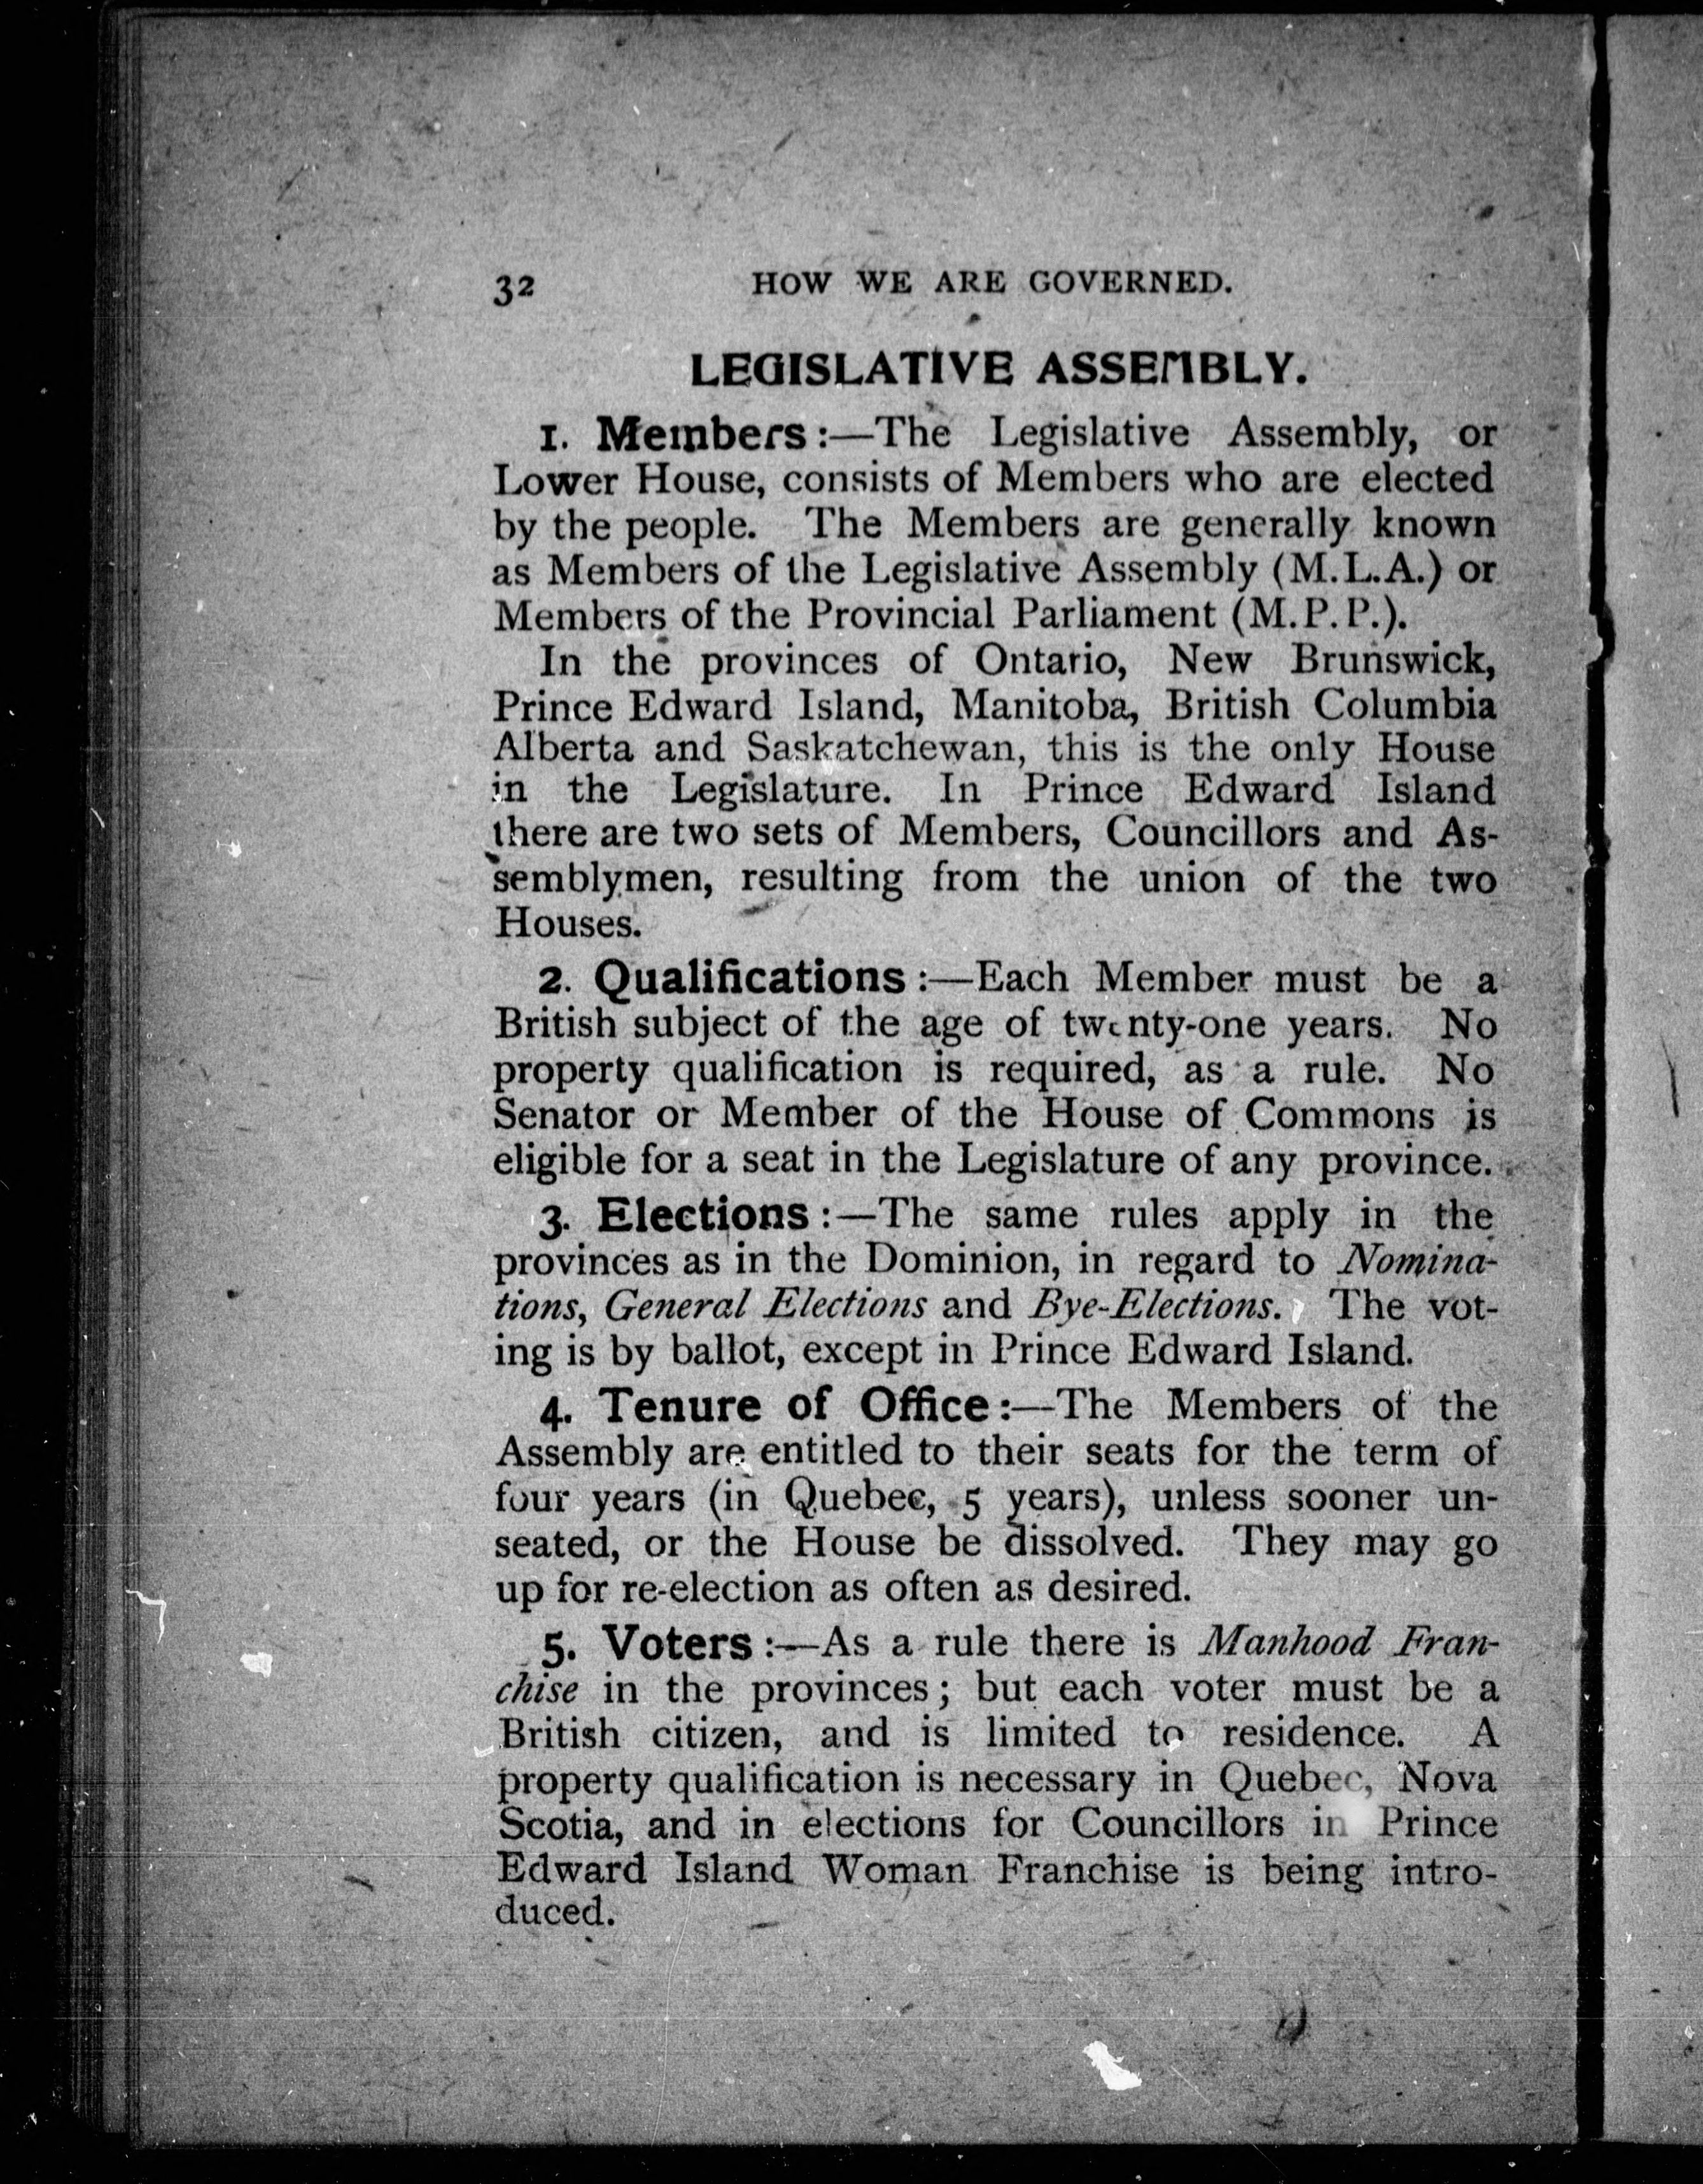 32 HOW WE ARE GOVERNED.
LEGISLATIVE ASSEMBLY.
1. Members :—The Legislative Assembly, or
Lower House, consists of Members who are elected
by the people. The Members are generally known
as Members of the Legislative Assembly (M.L.A.) or
Members of the Provincial Parliament (M.P.P.).
In the provinces of Ontario, New Brunswick,
Prince Edward Island, Manitoba, British Columbia
Alberta and Saskatchewan, this is the only House
in the Legislature. In Prince Edward Island
there are two sets of Members, Councillors and As-
semblymen, resulting from the union of the two
Houses.
2. Qualifications :—Each Member must be a
British subject of the age of twenty-one years. No
property qualification is required, as a rule. No
Senator or Member of the House of Commons is
eligible for a seat in the Legislature of any province.
3. Elections :—The same rules apply in the
provinces as in the Dominion, in regard to Nomina-
tions, General Elections and Bye-Elections. The vot-
ing is by ballot, except in Prince Edward Island.
4. Tenure of Office :—The Members of the
Assembly are entitled to their seats for the term of
four years (in Quebec, 5 years), unless sooner un-
seated, or the House be dissolved. They may go
up for re-election as often as desired.
5. Voters :—As a rule there is Manhood Fran-
chise in the provinces; but each voter must be a
British citizen, and is limited to residence. A
property qualification is necessary in Quebec, Nova
Scotia, and in elections for Councillors in Prince
Edward Island Woman Franchise is being intro-
duced.